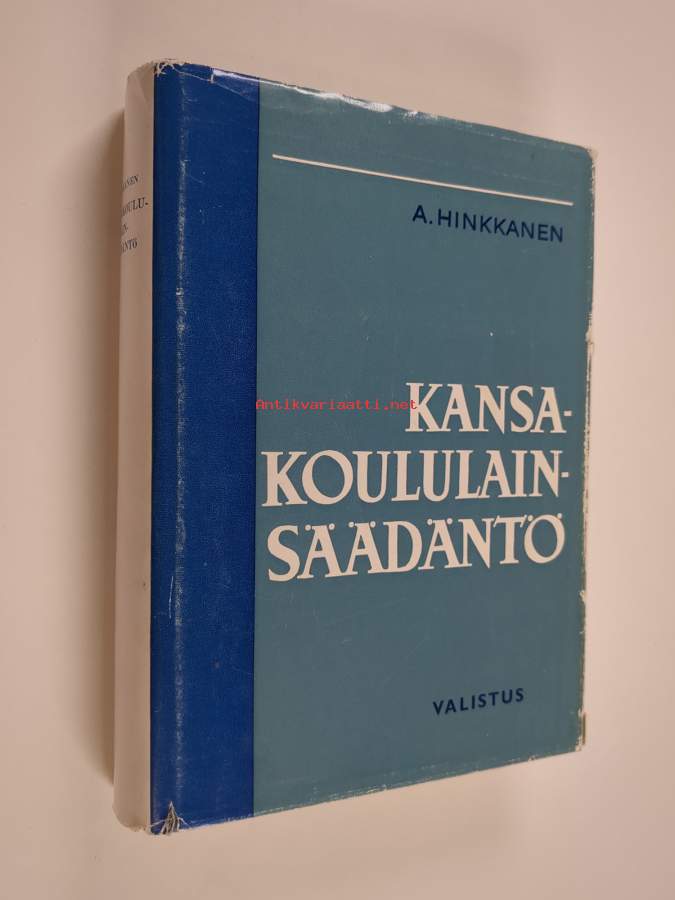 A. HINKKANEN
KANSA-
KOULULAIN-
SÄÄDÄNTÖ
VALISTUS
Antikvariaatti.net